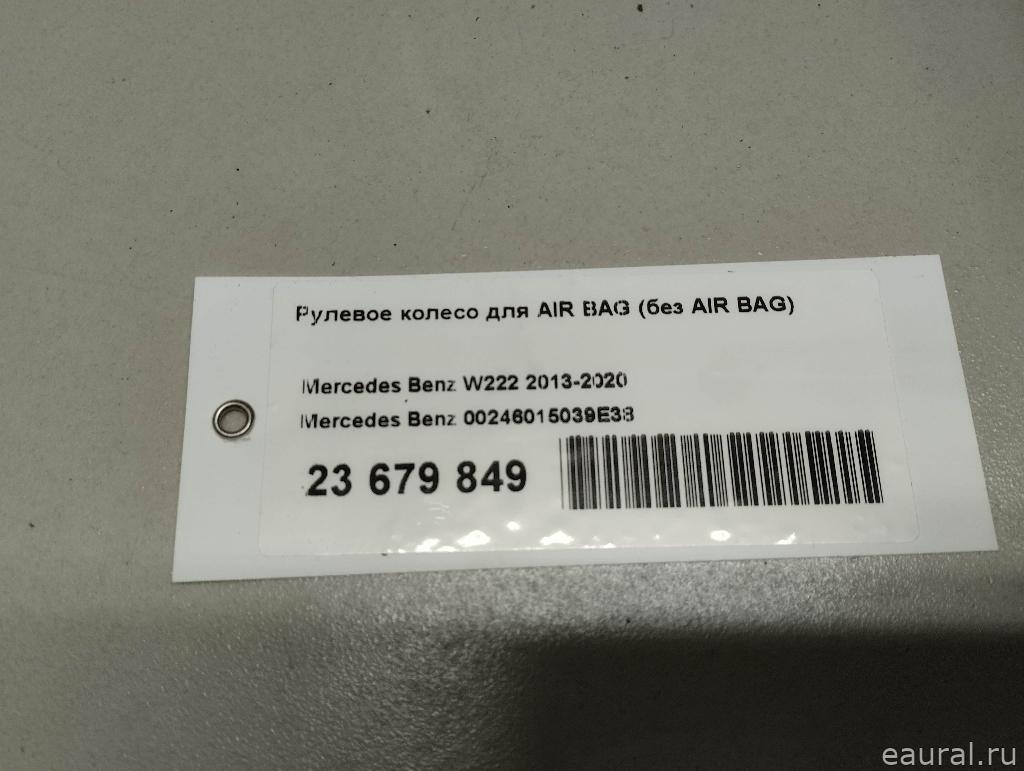 Рулевое колесо для AIR BAG (без AIR BAG)
Mercedes Benz W222 2013-2020
Mercedes Benz 00246015039E38
23 679 849
eaural.ru